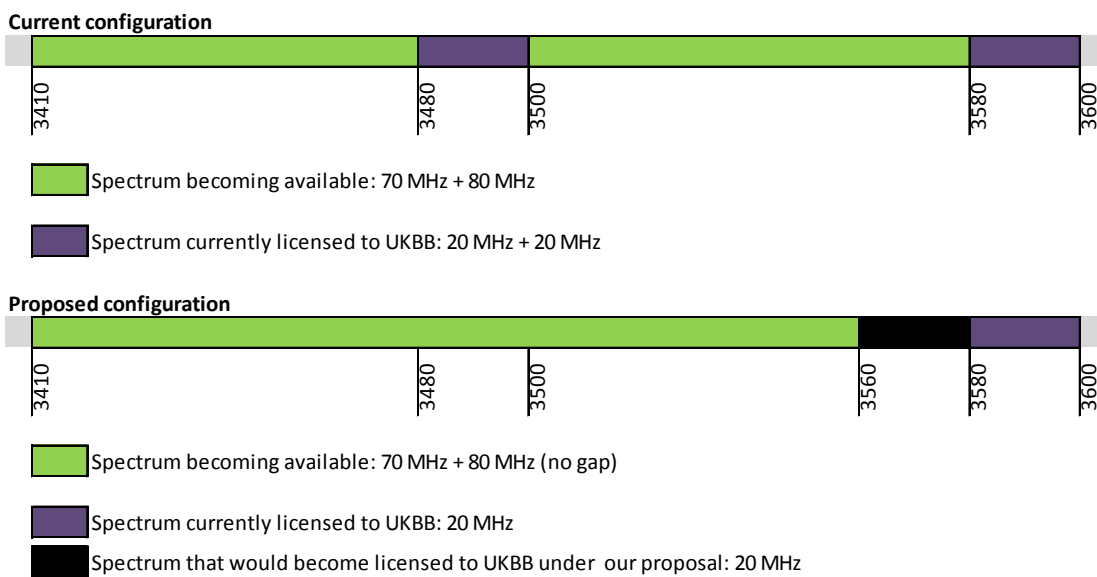 Current configuration
3410 3480 3500 3580 3600
Spectrum becoming available: 70 MHz + 80 MHz
Spectrum currently licensed to UKBB: 20 MHz + 20 MHz
Proposed configuration
3410 3480 3500 3560 3580 3600
Spectrum becoming available: 70 MHz + 80 MHz (no gap)
Spectrum currently licensed to UKBB: 20 MHz
Spectrum that would become licensed to UKBB under our proposal: 20 MHz